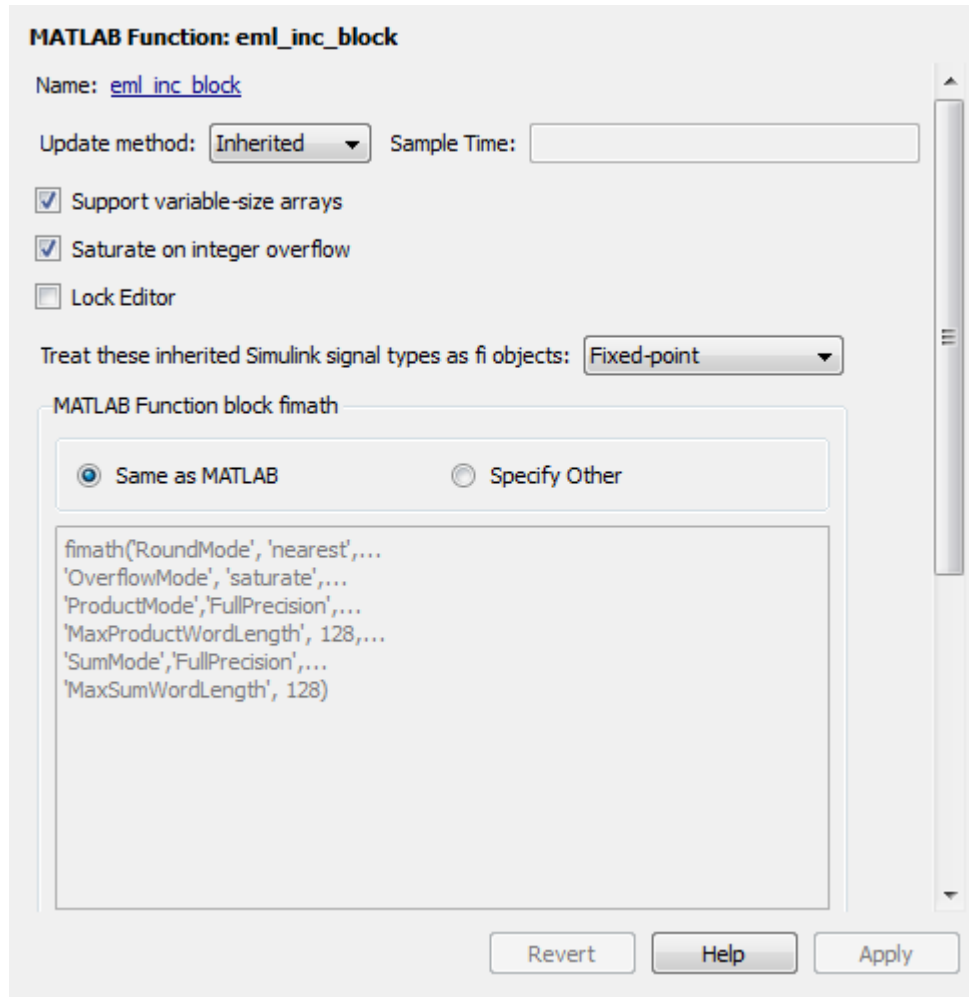 MATLAB Function: eml_inc_block
Name: eml_inc_block
Update method: Inherited Sample Time:
Support variable-size arrays
Saturate on integer overflow
Lock Editor
Treat these inherited Simulink signal types as fi objects: Fixed-point
MATLAB Function block fimath
Same as MATLAB Specify Other
fimath('RoundMode', 'nearest',...
'OverflowMode', 'saturate',...
'ProductMode','FullPrecision',...
'MaxProductWordLength', 128,...
'SumMode','FullPrecision',...
'MaxSumWordLength', 128)
Revert Help Apply